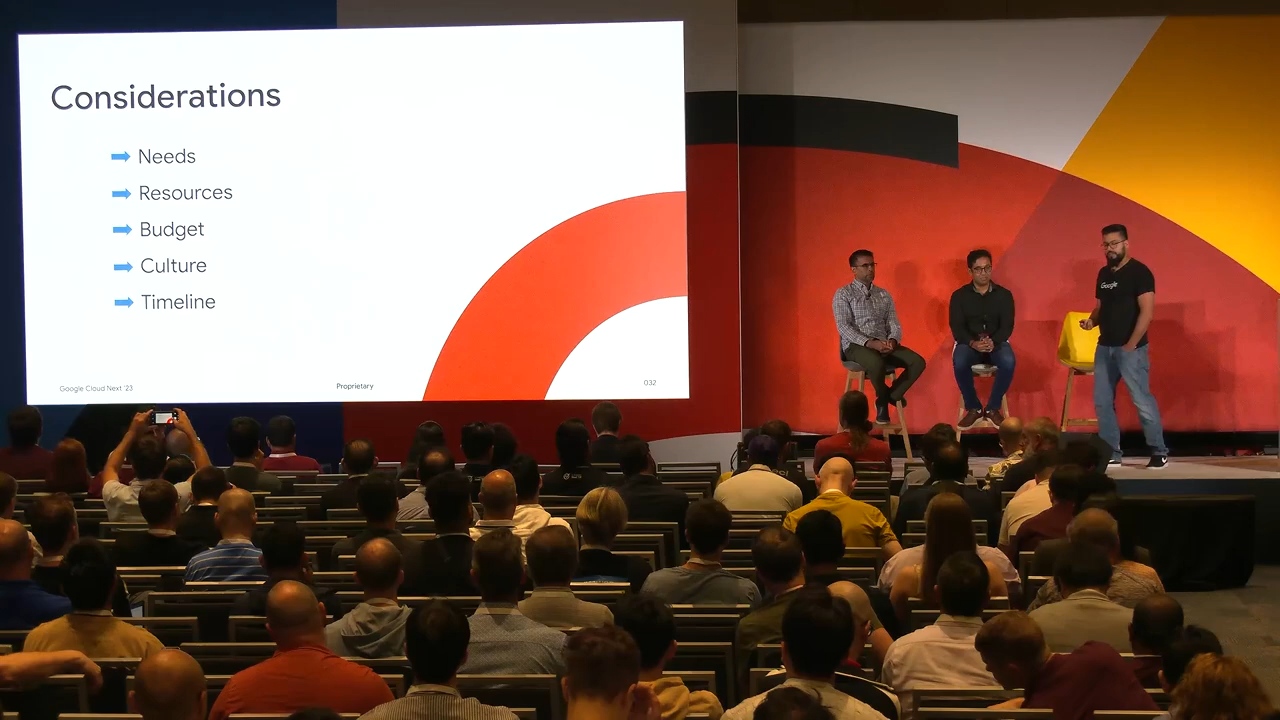 Considerations
Needs
Resources
Budget
Culture
Timeline
Google Cloud Next '23
Proprietary
032
Google